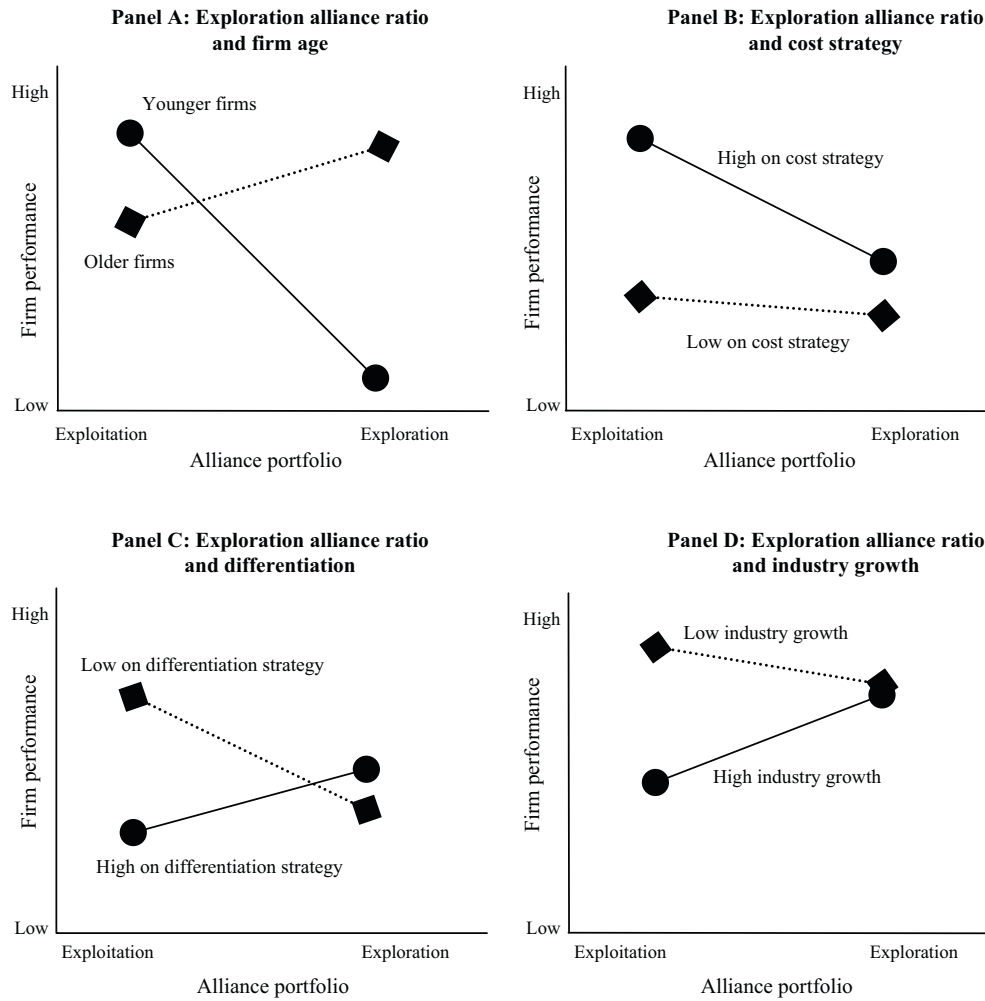 Panel A: Exploration alliance ratio
and firm age
High
Younger firms
Older firms
Firm performance
Low
Exploitation
Exploration
Alliance portfolio
Panel B: Exploration alliance ratio
and cost strategy
High
High on cost strategy
Low on cost strategy
Firm performance
Low
Exploitation
Exploration
Alliance portfolio
Panel C: Exploration alliance ratio
and differentiation
High
Low on differentiation strategy
High on differentiation strategy
Firm performance
Low
Exploitation
Exploration
Alliance portfolio
Panel D: Exploration alliance ratio
and industry growth
High
Low industry growth
High industry growth
Firm performance
Low
Exploitation
Exploration
Alliance portfolio